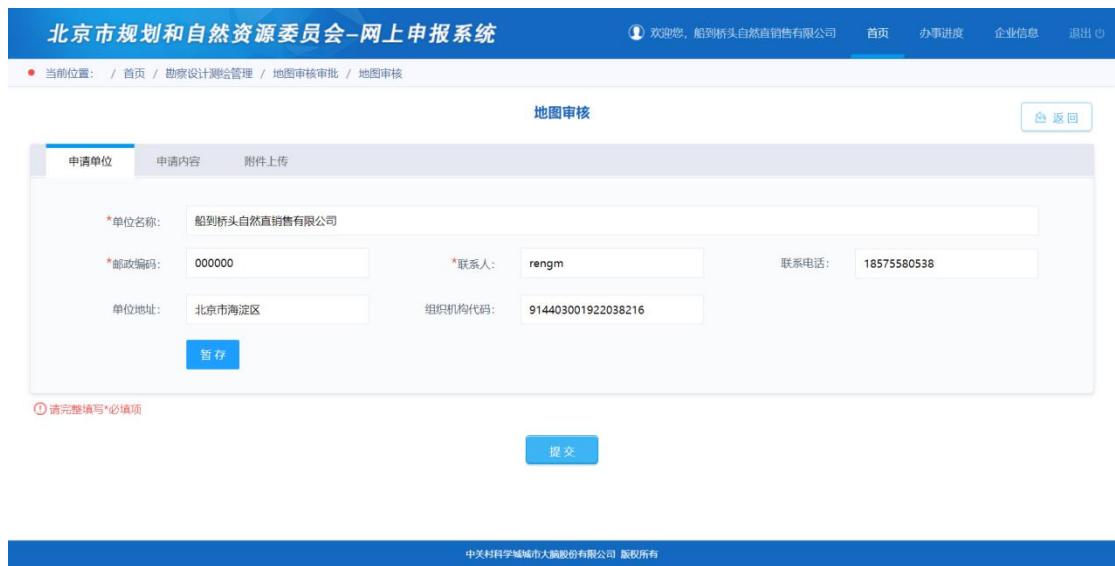 北京市规划和自然资源委员会-网上申报系统
欢迎您，船到桥头自然直销售有限公司 首页 办事进度 企业信息 退出
当前位置： / 首页 / 勘察设计测绘管理 / 地图审核审批 / 地图审核
地图审核
返回
申请单位 申请内容 附件上传
*单位名称: 船到桥头自然直销售有限公司
*邮政编码: 000000 *联系人: rengm 联系电话: 18575580538
单位地址: 北京市海淀区 组织机构代码: 914403001922038216
暂存
请完整填写*必填项
提交
中关村科学城城市大脑股份有限公司 版权所有